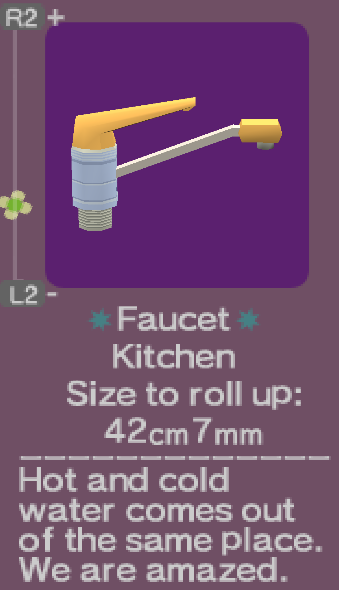 R2 +
L2 -
Faucet
Kitchen
Size to roll up:
42cm7mm
Hot and cold
water comes out
of the same place.
We are amazed.